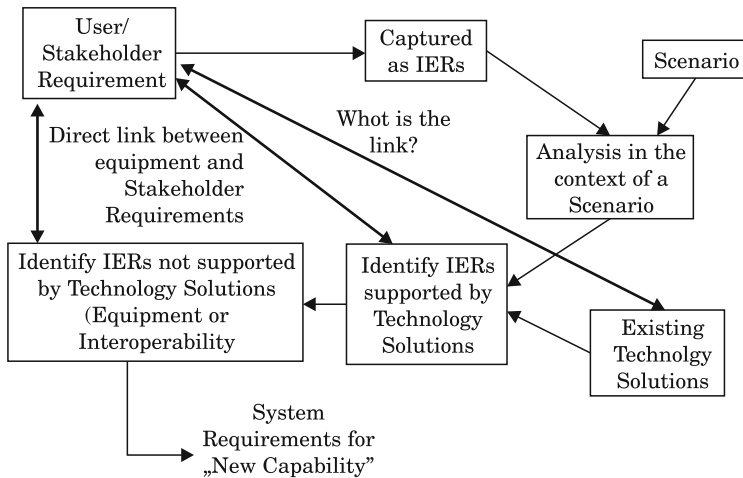 User/
Stakeholder
Requirement
Captured
as IERs
Scenario
Whot is the
link?
Direct link between
equipment and
Stakeholder
Requirements
Analysis in the
context of a
Scenario
Identify IERs not supported
by Technology Solutions
(Equipment or
Interoperability
Identify IERs
supported by
Technology
Solutions
Existing
Technolgy
Solutions
System
Requirements for
„New Capability”